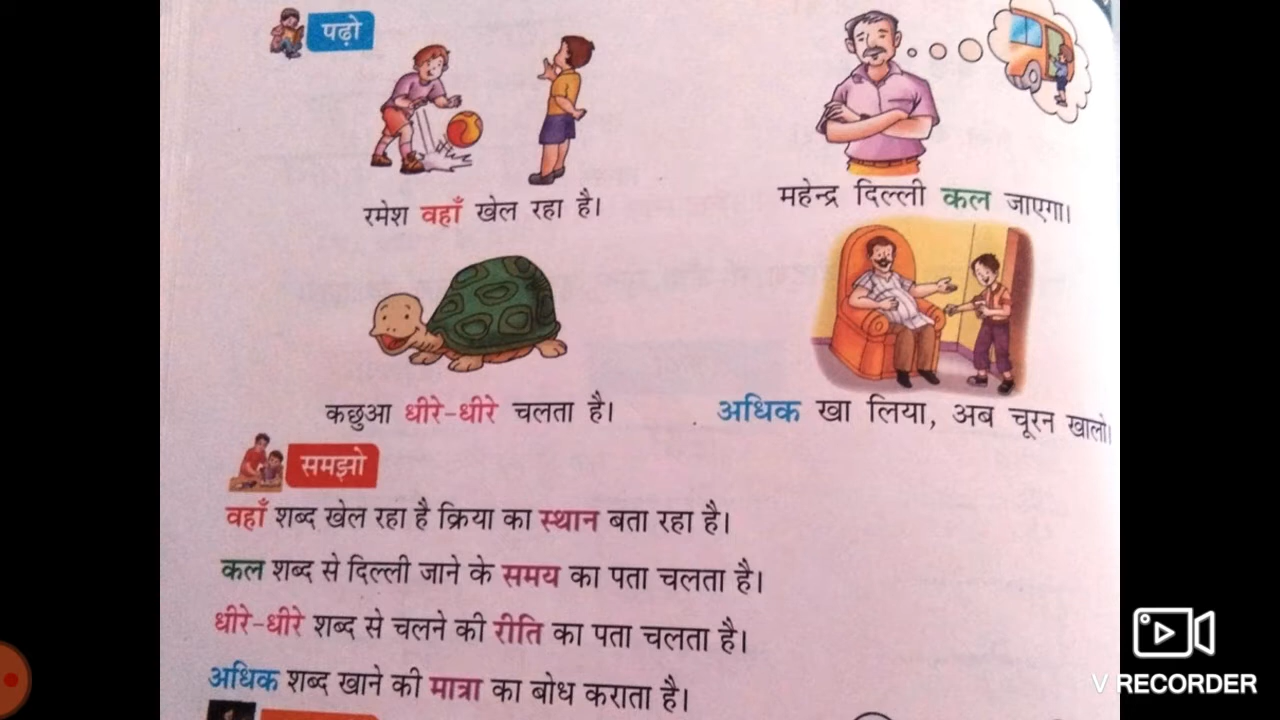 पढ़ो
रमेश वहाँ खेल रहा है।
महेन्द्र दिल्ली कल जाएगा।
कछुआ धीरे-धीरे चलता है।
अधिक खा लिया, अब चूरन खालो।
समझो
वहाँ शब्द खेल रहा है क्रिया का स्थान बता रहा है।
कल शब्द से दिल्ली जाने के समय का पता चलता है।
धीरे-धीरे शब्द से चलने की रीति का पता चलता है।
अधिक शब्द खाने की मात्रा का बोध कराता है।
V RECORDER